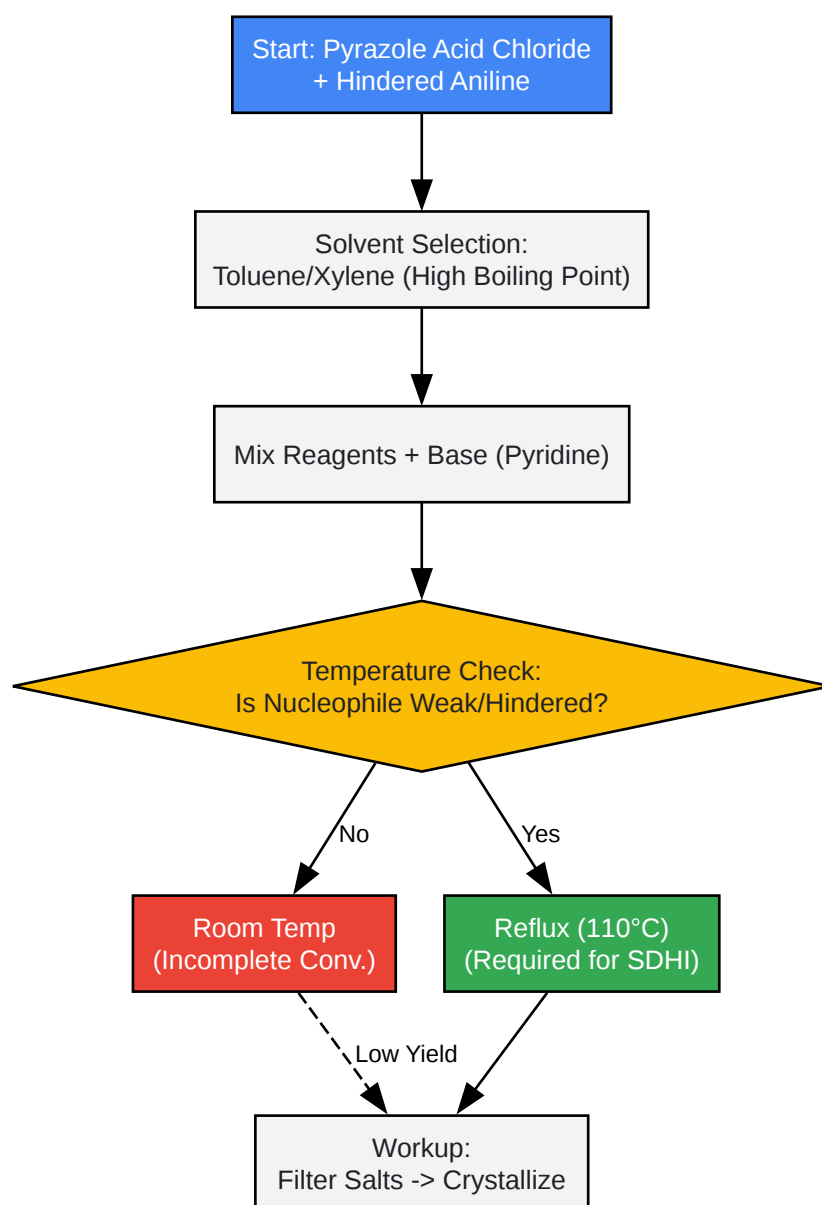 Start: Pyrazole Acid Chloride
+ Hindered Aniline
Solvent Selection:
Toluene/Xylene (High Boiling Point)
Mix Reagents + Base (Pyridine)
Temperature Check:
Is Nucleophile Weak/Hindered?
No
Yes
Room Temp
(Incomplete Conv.)
Reflux (110°C)
(Required for SDHI)
Low Yield
Workup:
Filter Salts -> Crystallize